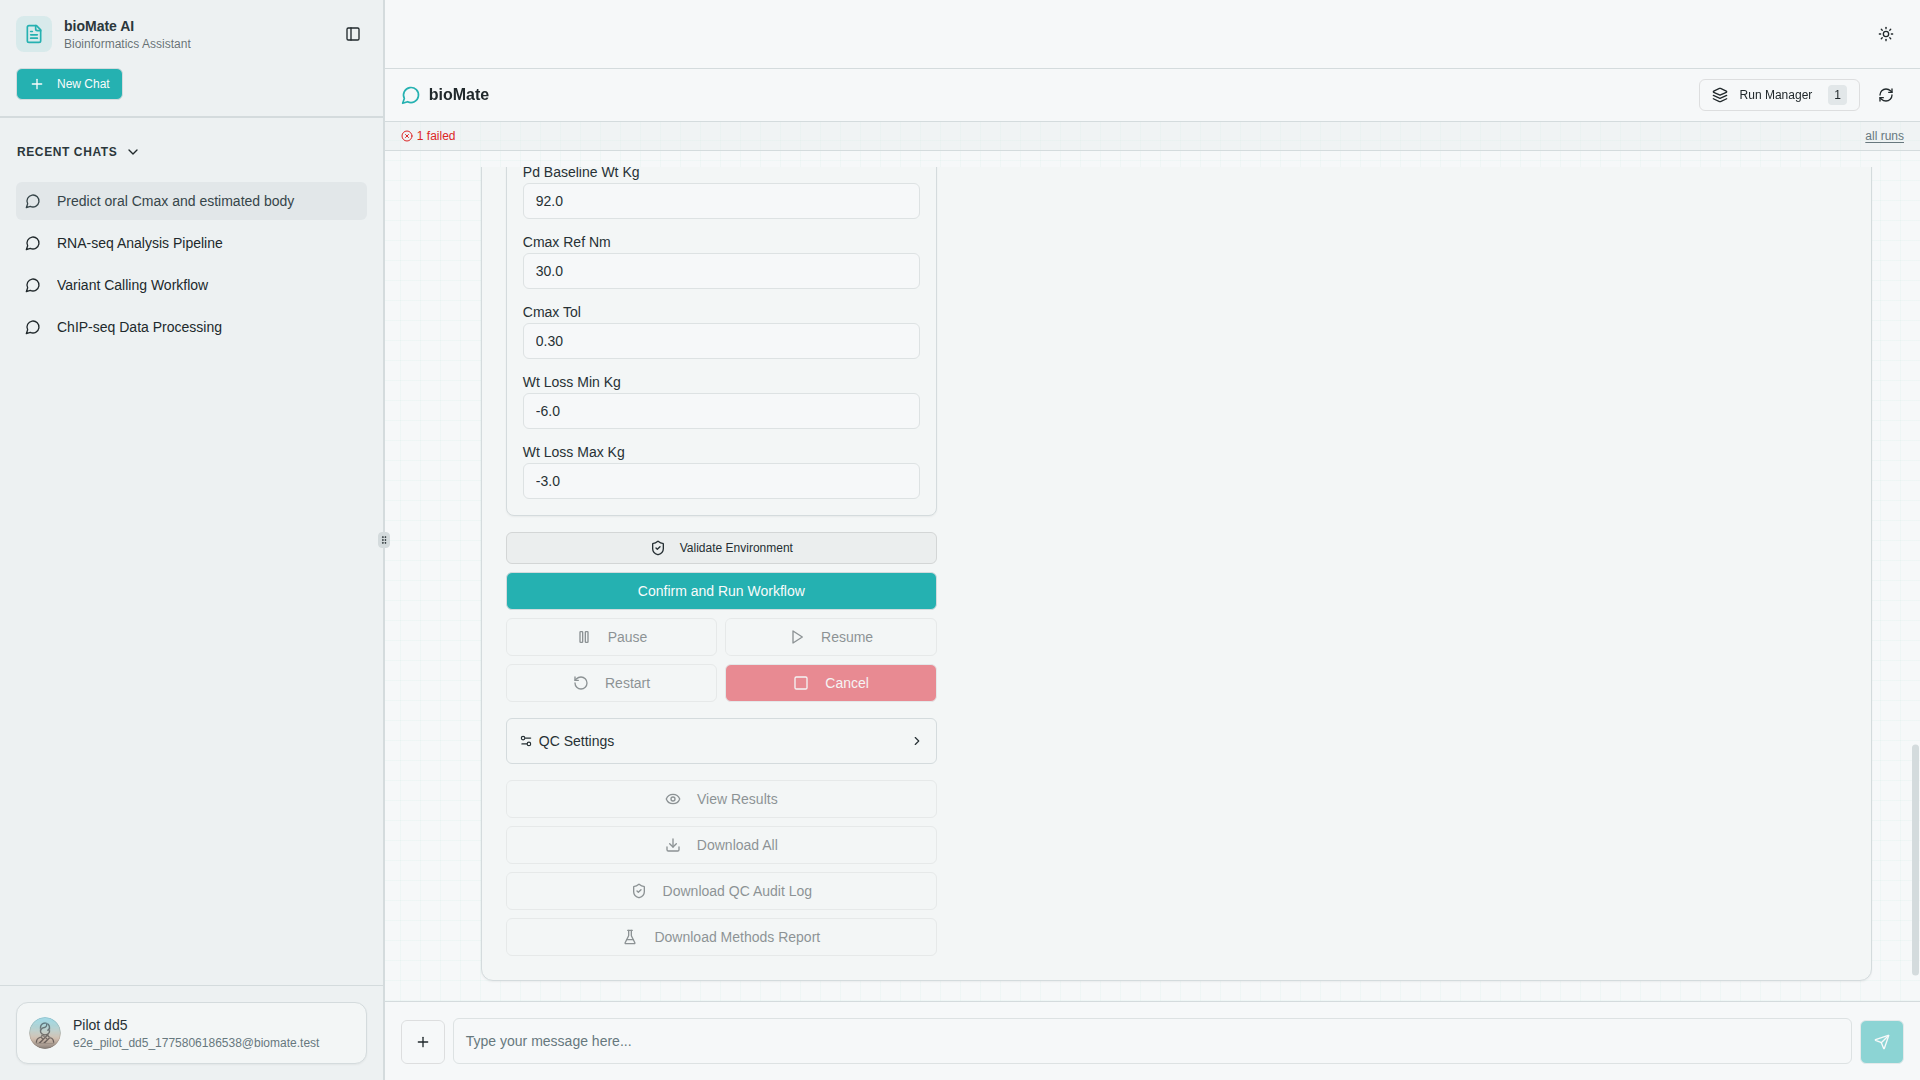 bioMate AI
Bioinformatics Assistant
New Chat
RECENT CHATS
Predict oral Cmax and estimated body
RNA-seq Analysis Pipeline
Variant Calling Workflow
ChIP-seq Data Processing
Pilot dd5
e2e_pilot_dd5_1775806186538@biomate.test
bioMate
Run Manager 1
1 failed
all runs
Pd Baseline Wt Kg
92.0
Cmax Ref Nm
30.0
Cmax Tol
0.30
Wt Loss Min Kg
-6.0
Wt Loss Max Kg
-3.0
Validate Environment
Confirm and Run Workflow
Pause
Resume
Restart
Cancel
QC Settings
View Results
Download All
Download QC Audit Log
Download Methods Report
Type your message here...